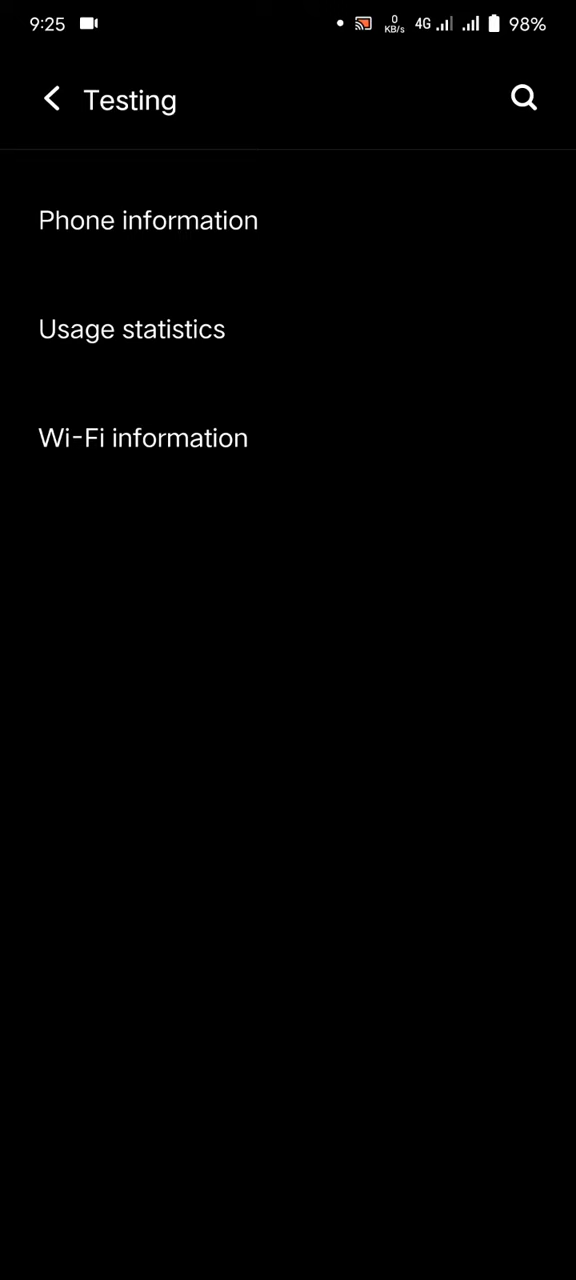 9:25 0 KB/s 4G 98%
Testing
Phone information
Usage statistics
Wi-Fi information